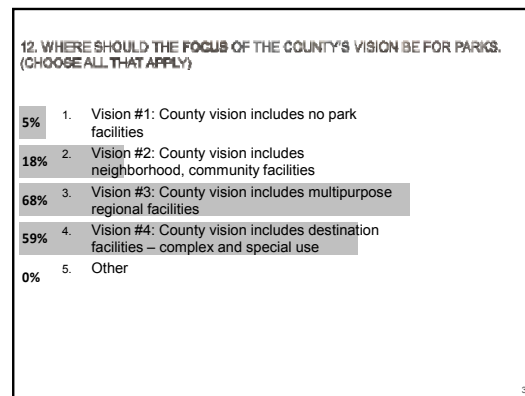 12. WHERE SHOULD THE FOCUS OF THE COUNTY'S VISION BE FOR PARKS.
(CHOOSE ALL THAT APPLY)
5% 1. Vision #1: County vision includes no park
facilities
18% 2. Vision #2: County vision includes
neighborhood, community facilities
68% 3. Vision #3: County vision includes multipurpose
regional facilities
59% 4. Vision #4: County vision includes destination
facilities – complex and special use
0% 5. Other
3